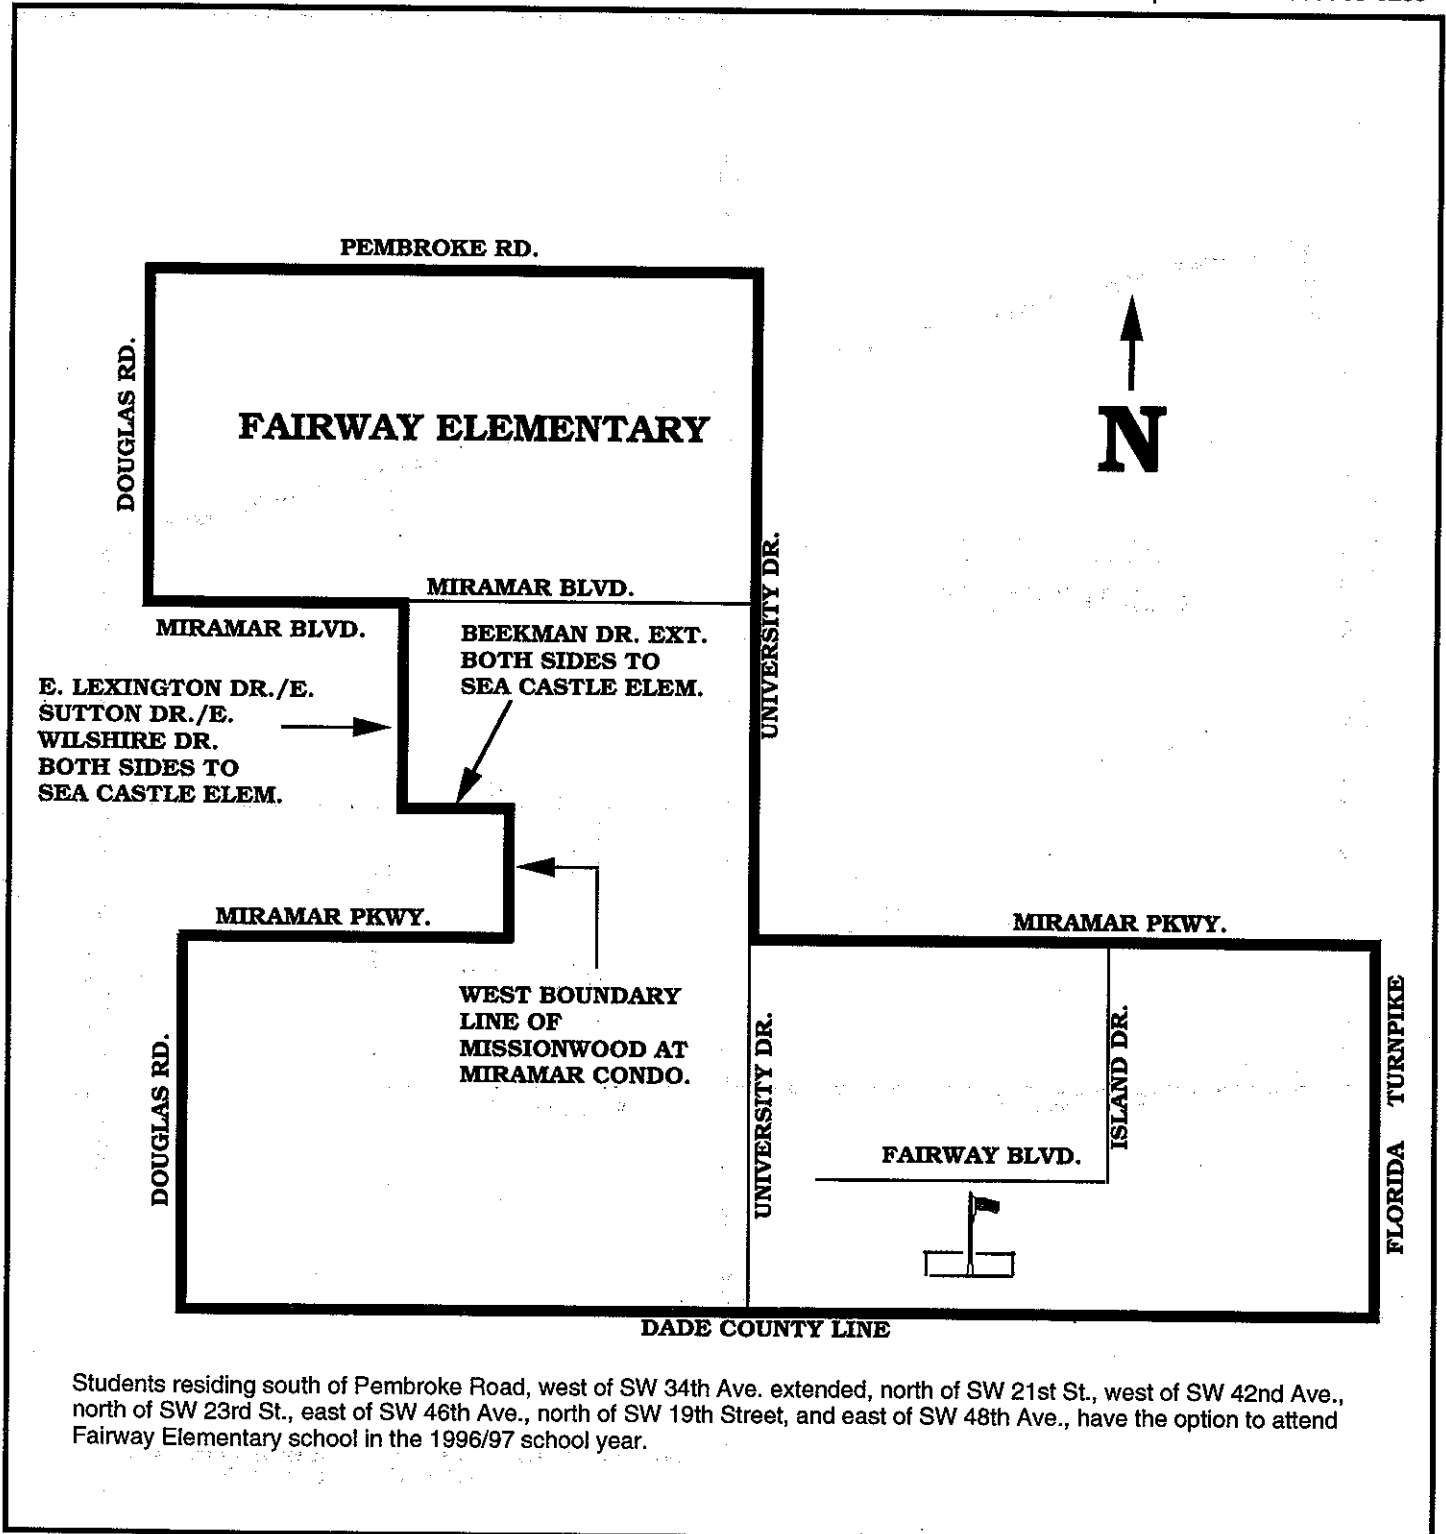 PEMBROKE RD.
DOUGLAS RD.
FAIRWAY ELEMENTARY
N
UNIVERSITY DR.
MIRAMAR BLVD.
MIRAMAR BLVD.
BEEKMAN DR. EXT.
BOTH SIDES TO
SEA CASTLE ELEM.
E. LEXINGTON DR./E.
SUTTON DR./E.
WILSHIRE DR.
BOTH SIDES TO
SEA CASTLE ELEM.
MIRAMAR PKWY.
MIRAMAR PKWY.
WEST BOUNDARY
LINE OF
MISSIONWOOD AT
MIRAMAR CONDO.
DOUGLAS RD.
UNIVERSITY DR.
ISLAND DR.
FLORIDA TURNPIKE
FAIRWAY BLVD.
DADE COUNTY LINE
Students residing south of Pembroke Road, west of SW 34th Ave. extended, north of SW 21st St., west of SW 42nd Ave.,
north of SW 23rd St., east of SW 46th Ave., north of SW 19th Street, and east of SW 48th Ave., have the option to attend
Fairway Elementary school in the 1996/97 school year.